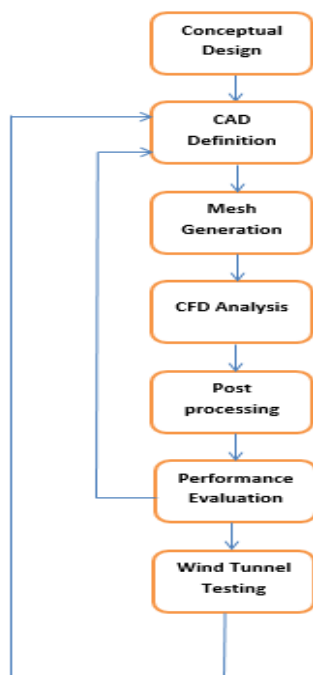 Conceptual
Design
CAD
Definition
Mesh
Generation
CFD Analysis
Post
processing
Performance
Evaluation
Wind Tunnel
Testing